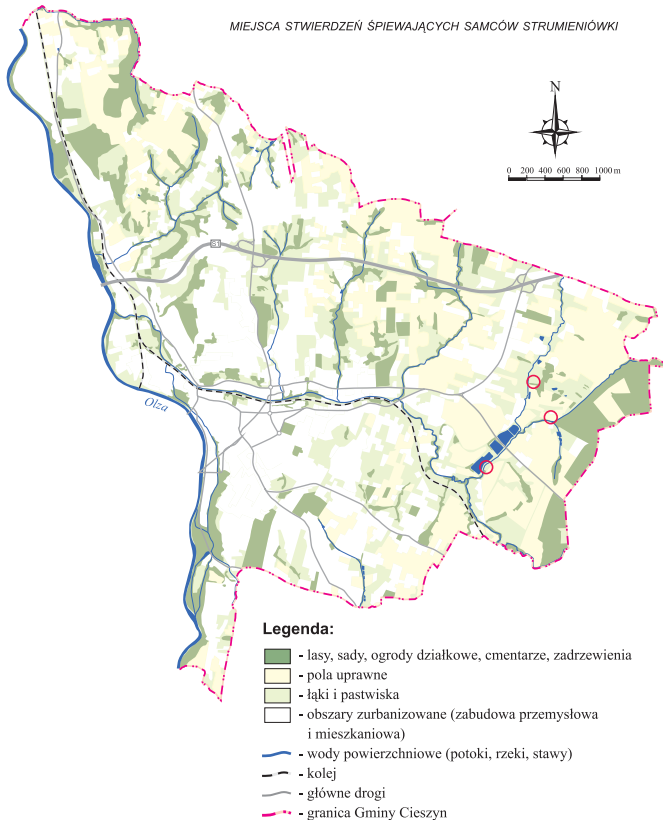 MIEJSCA STWIERDZEŃ ŚPIEWAJĄCYCH SAMCÓW STRUMIENIÓWKI
N
0 200 400 600 800 1000 m
S1
Olza
Legenda:
- lasy, sady, ogrody działkowe, cmentarze, zadrzewienia
- pola uprawne
- łąki i pastwiska
- obszary zurbanizowane (zabudowa przemysłowa
i mieszkaniowa)
- wody powierzchniowe (potoki, rzeki, stawy)
- kolej
- główne drogi
- granica Gminy Cieszyn